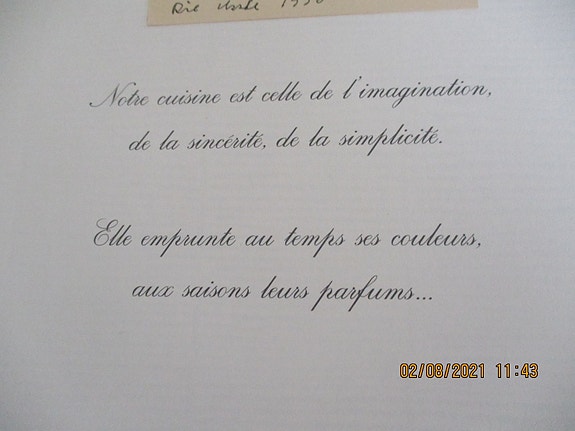 1990
Notre cuisine est celle de l'imagination,
de la sincérité, de la simplicité.
Elle emprunte au temps ses couleurs,
aux saisons leurs parfums...
02/08/2021 11:43